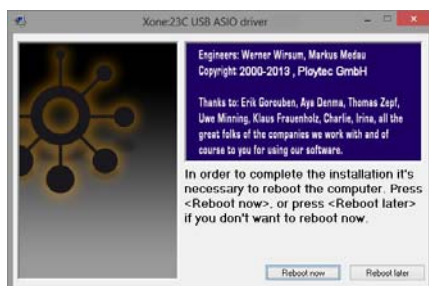 Xone:23C USB ASIO driver
Engineers: Werner Wirsum, Markus Medau
Copyright 2000-2013 , Ploytec GmbH
Thanks to: Erik Gorouben, Aya Denma, Thomas Zepf,
Uwe Minning, Klaus Frauenholz, Charlie, Irina, all the
great folks of the companies we work with and of
course to you for using our software.
In order to complete the installation it's
necessary to reboot the computer. Press
<Reboot now>, or press <Reboot later>
if you don't want to reboot now.
Reboot now
Reboot later